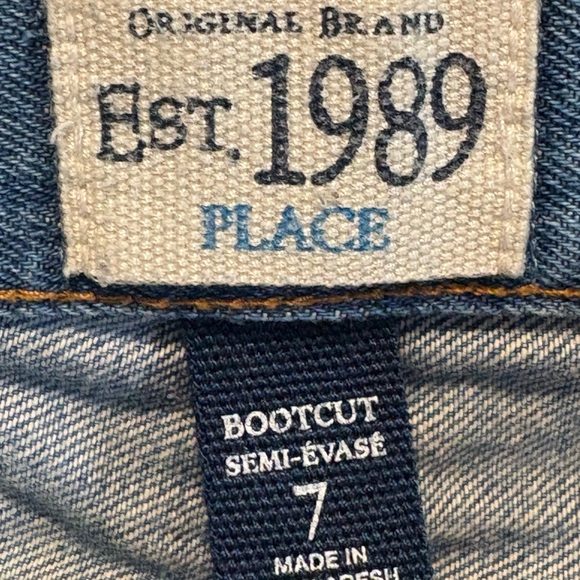 ORIGINAL BRAND
EST. 1989
PLACE
BOOTCUT
SEMI-ÉVASÉ
7
MADE IN